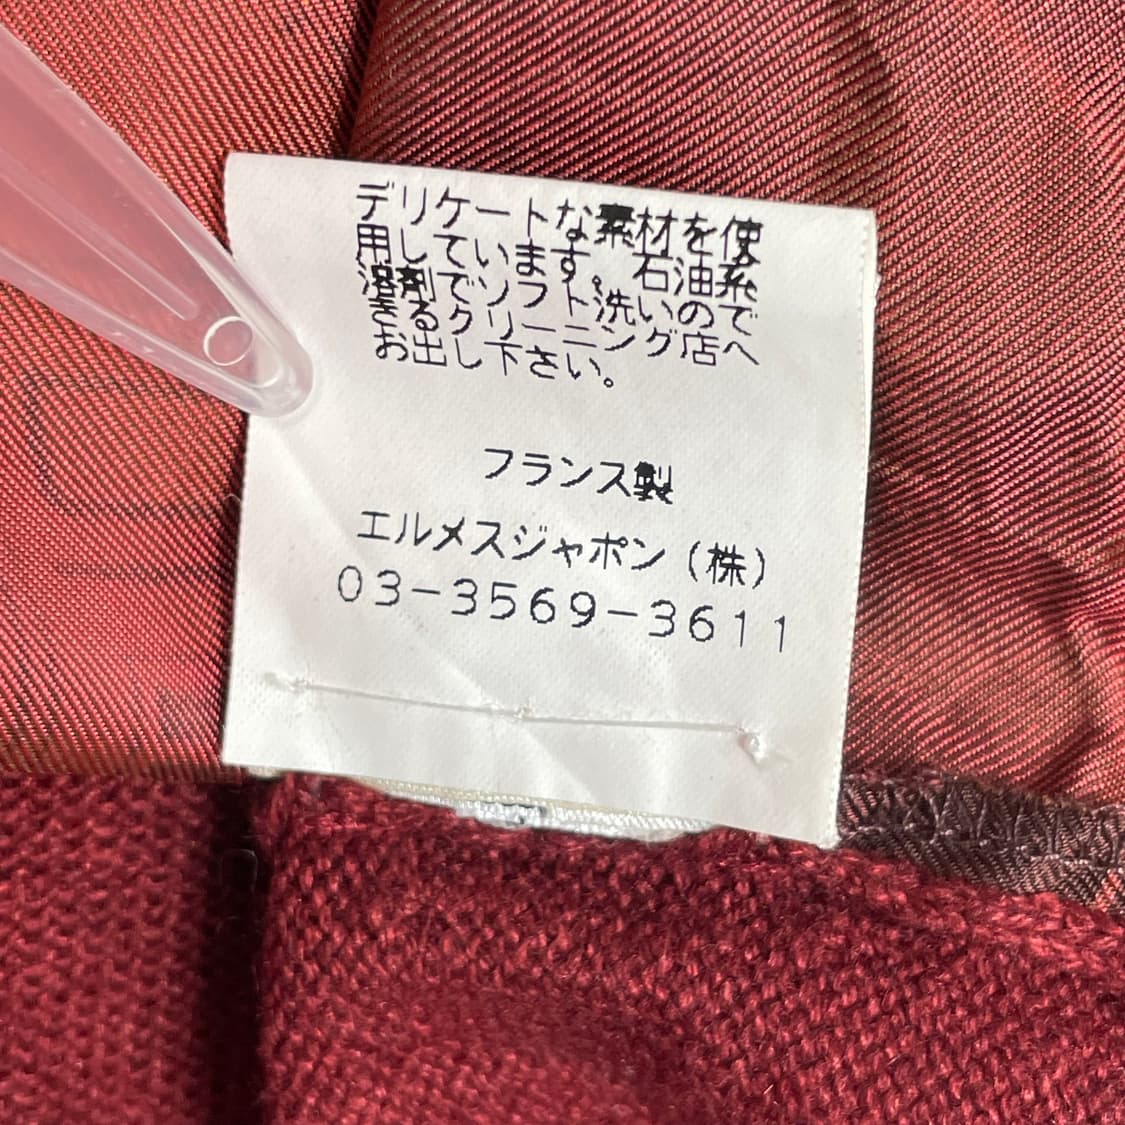 デリケートな素材を使
用しています。石油系
溶剤でソフト洗いので
きるクリーニング店へ
お出し下さい。
フランス製
エルメスジャポン(株)
03-3569-3611